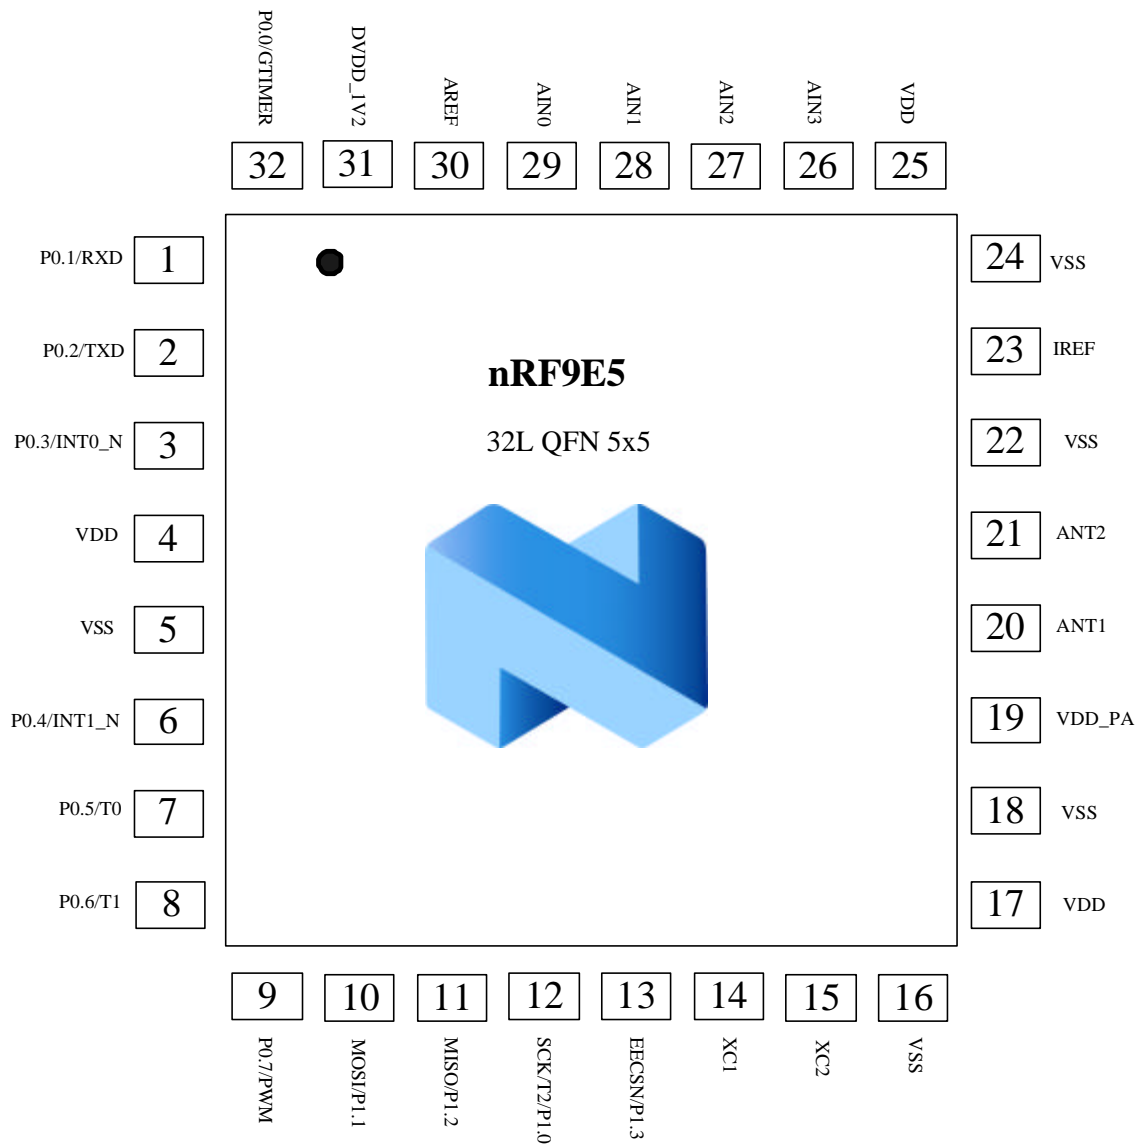 P0.0/GTIMER
DVDD_1V2
AREF
AIN0
AIN1
AIN2
AIN3
VDD
32
31
30
29
28
27
26
25
P0.1/RXD 1
24 VSS
P0.2/TXD 2
23 IREF
nRF9E5
P0.3/INT0_N 3
32L QFN 5x5
22 VSS
VDD 4
21 ANT2
VSS 5
20 ANT1
P0.4/INT1_N 6
19 VDD_PA
P0.5/T0 7
18 VSS
P0.6/T1 8
17 VDD
9
10
11
12
13
14
15
16
P0.7/PWM
MOSI/P1.1
MISO/P1.2
SCK/T2/P1.0
EECSN/P1.3
XC1
XC2
VSS